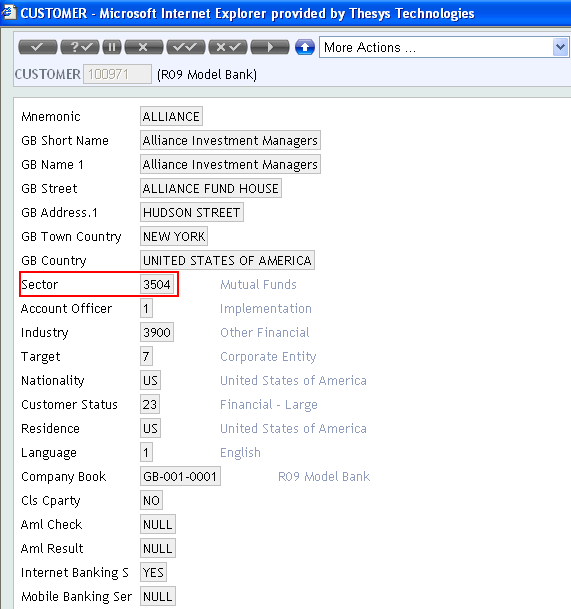 CUSTOMER - Microsoft Internet Explorer provided by Thesys Technologies
? More Actions ...
CUSTOMER 100971 (R09 Model Bank)
Mnemonic ALLIANCE
GB Short Name Alliance Investment Managers
GB Name 1 Alliance Investment Managers
GB Street ALLIANCE FUND HOUSE
GB Address.1 HUDSON STREET
GB Town Country NEW YORK
GB Country UNITED STATES OF AMERICA
Sector 3504 Mutual Funds
Account Officer 1 Implementation
Industry 3900 Other Financial
Target 7 Corporate Entity
Nationality US United States of America
Customer Status 23 Financial - Large
Residence US United States of America
Language 1 English
Company Book GB-001-0001 R09 Model Bank
Cls Cparty NO
Aml Check NULL
Aml Result NULL
Internet Banking S YES
Mobile Banking Ser NULL